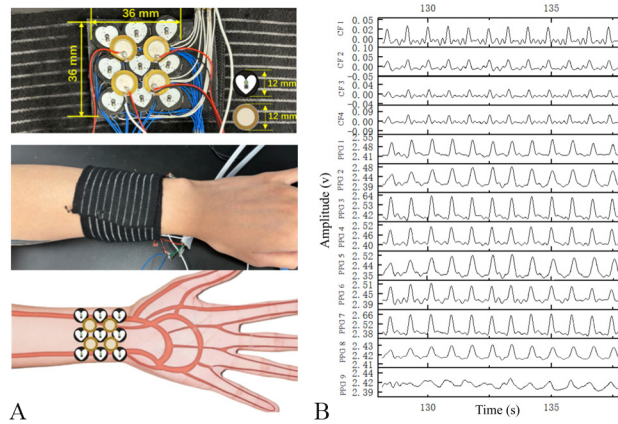 36 mm
36 mm
12 mm
12 mm
A
130
135
CF 1
0.05
0.02
0.00
CF 2
0.10
0.00
-0.05
CF 3
0.04
0.00
-0.04
CF4
0.09
0.00
-0.09
PPG 1
2.55
2.48
2.41
PPG 2
2.48
2.44
2.39
PPG 3
2.64
2.53
2.42
PPG 4
2.52
2.46
2.40
PPG 5
2.52
2.44
2.35
PPG 6
2.51
2.45
2.39
PPG 7
2.66
2.52
2.38
PPG 8
2.43
2.42
2.41
PPG 9
2.44
2.42
2.39
Amplitude (v)
130
Time (s)
135
B